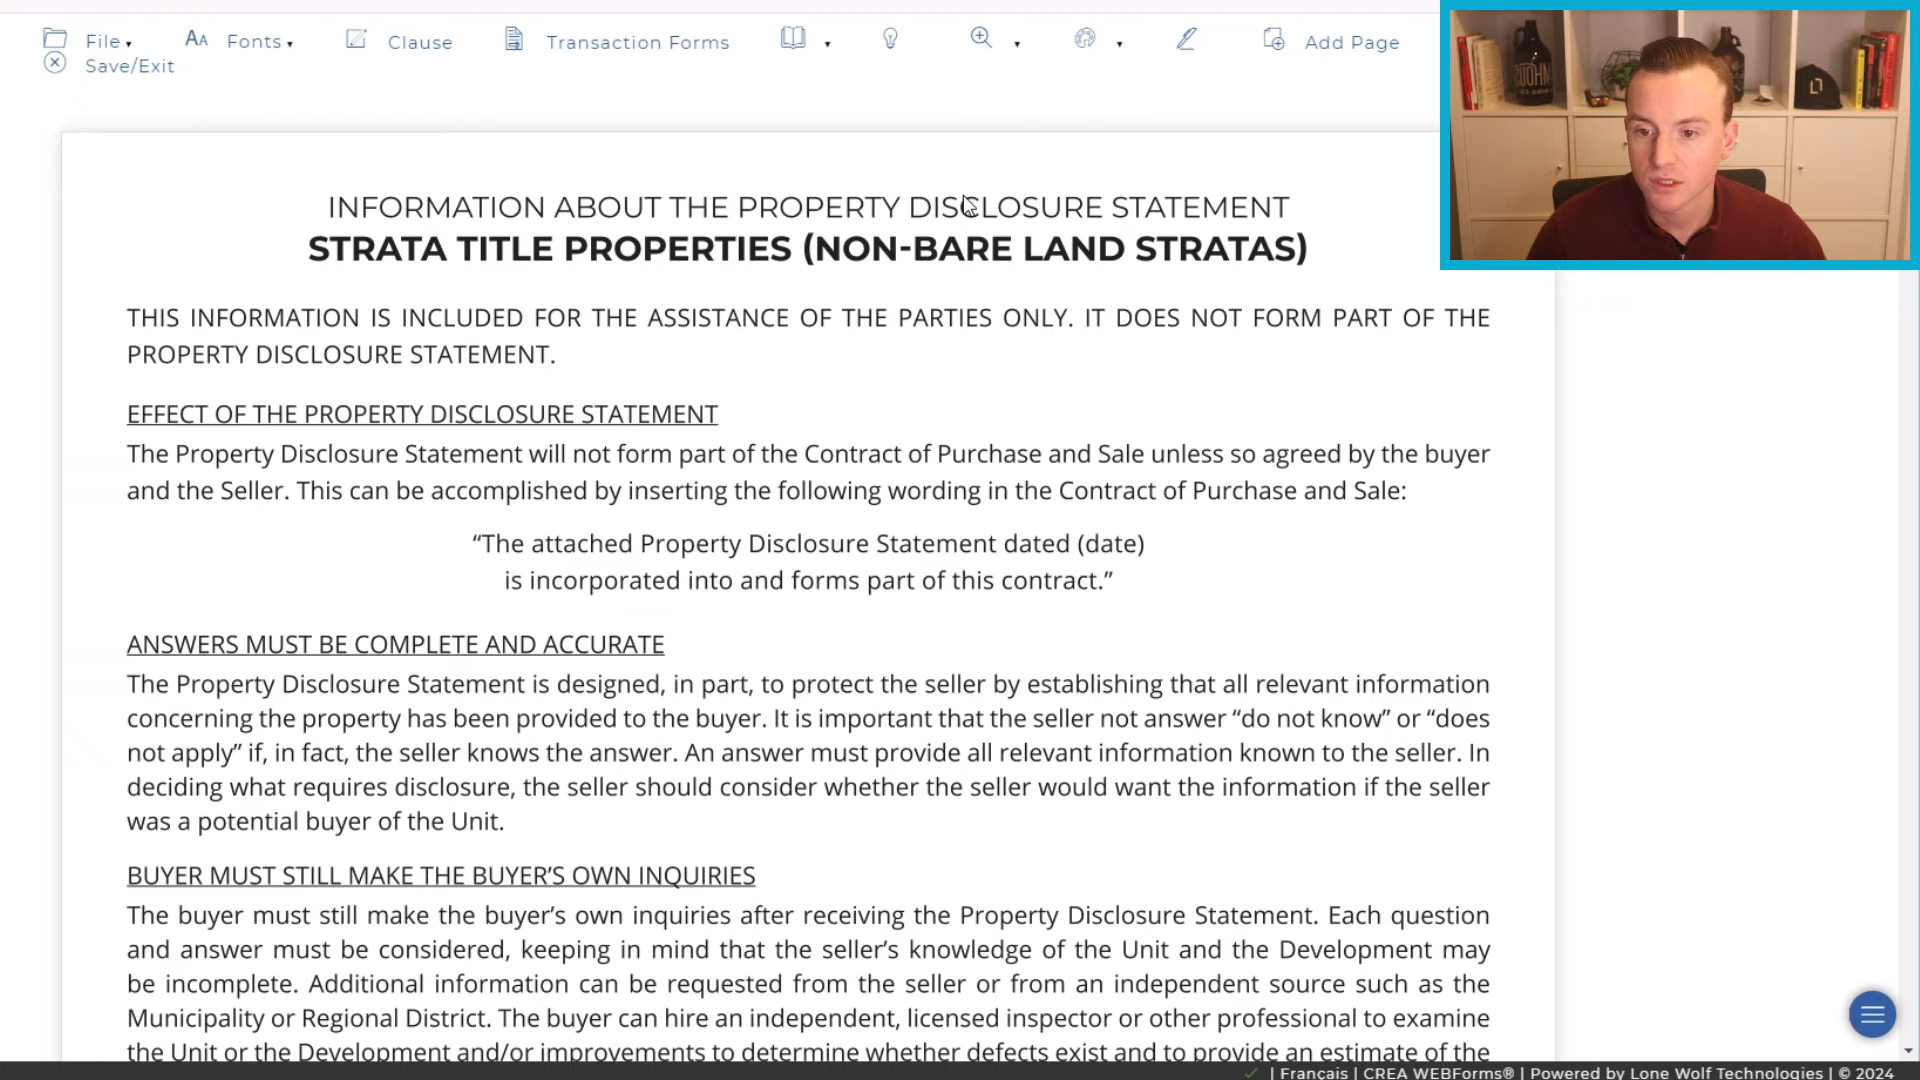 File
Fonts
Clause
Transaction Forms
Add Page
Save/Exit
INFORMATION ABOUT THE PROPERTY DISCLOSURE STATEMENT
STRATA TITLE PROPERTIES (NON-BARE LAND STRATAS)
THIS INFORMATION IS INCLUDED FOR THE ASSISTANCE OF THE PARTIES ONLY. IT DOES NOT FORM PART OF THE
PROPERTY DISCLOSURE STATEMENT.
EFFECT OF THE PROPERTY DISCLOSURE STATEMENT
The Property Disclosure Statement will not form part of the Contract of Purchase and Sale unless so agreed by the buyer
and the Seller. This can be accomplished by inserting the following wording in the Contract of Purchase and Sale:
“The attached Property Disclosure Statement dated (date)
is incorporated into and forms part of this contract.”
ANSWERS MUST BE COMPLETE AND ACCURATE
The Property Disclosure Statement is designed, in part, to protect the seller by establishing that all relevant information
concerning the property has been provided to the buyer. It is important that the seller not answer “do not know” or “does
not apply” if, in fact, the seller knows the answer. An answer must provide all relevant information known to the seller. In
deciding what requires disclosure, the seller should consider whether the seller would want the information if the seller
was a potential buyer of the Unit.
BUYER MUST STILL MAKE THE BUYER’S OWN INQUIRIES
The buyer must still make the buyer’s own inquiries after receiving the Property Disclosure Statement. Each question
and answer must be considered, keeping in mind that the seller’s knowledge of the Unit and the Development may
be incomplete. Additional information can be requested from the seller or from an independent source such as the
Municipality or Regional District. The buyer can hire an independent, licensed inspector or other professional to examine
the Unit or the Development and/or improvements to determine whether defects exist and to provide an estimate of the
| Français | CREA WEBForms® | Powered by Lone Wolf Technologies | © 2024